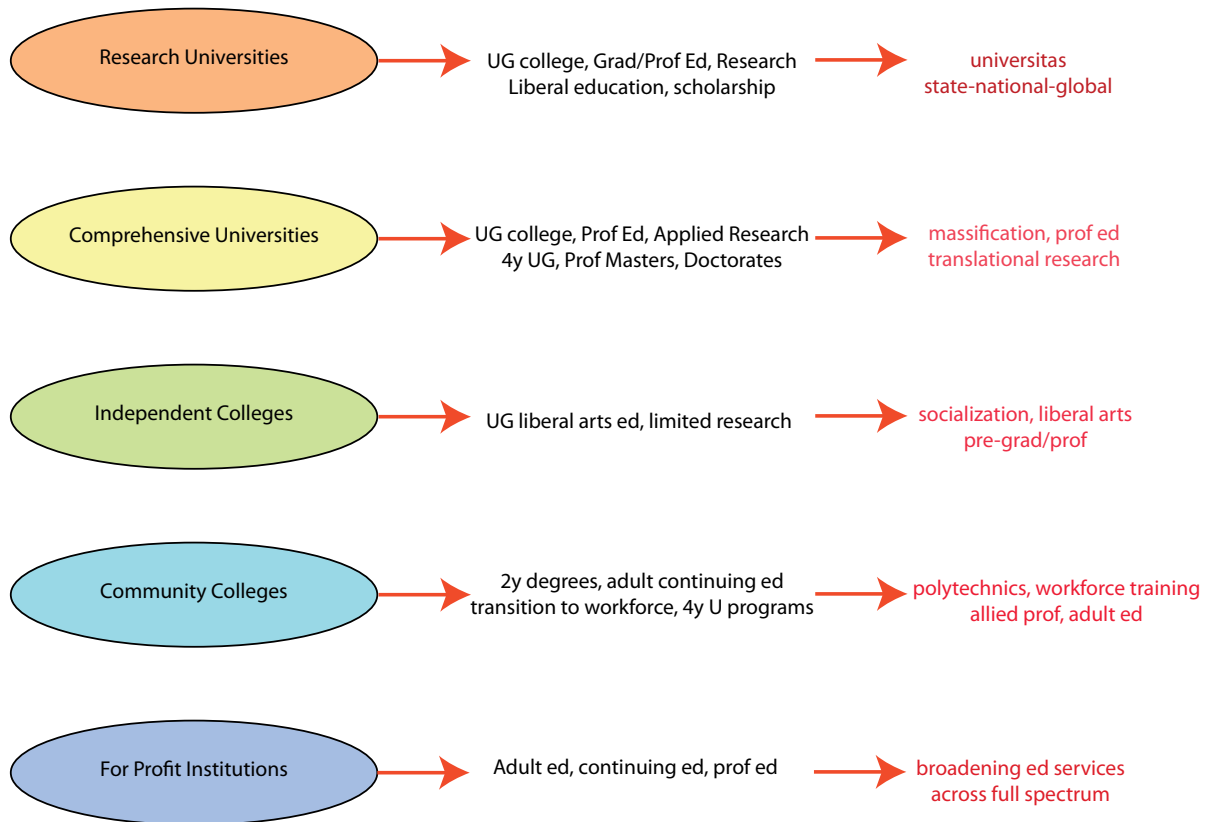 Research Universities
UG college, Grad/Prof Ed, Research
Liberal education, scholarship
universitas
state-national-global
Comprehensive Universities
UG college, Prof Ed, Applied Research
4y UG, Prof Masters, Doctorates
massification, prof ed
translational research
Independent Colleges
UG liberal arts ed, limited research
socialization, liberal arts
pre-grad/prof
Community Colleges
2y degrees, adult continuing ed
transition to workforce, 4y U programs
polytechnics, workforce training
allied prof, adult ed
For Profit Institutions
Adult ed, continuing ed, prof ed
broadening ed services
across full spectrum